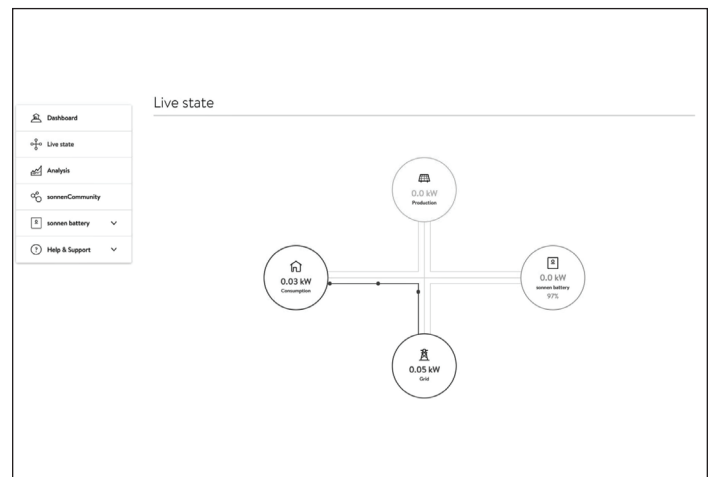 Live state
Dashboard
Live state
Analysis
sonnenCommunity
sonnen battery
Help & Support
0.0 kW
Production
0.03 kW
Consumption
0.0 kW
sonnen battery
97%
0.05 kW
Grid